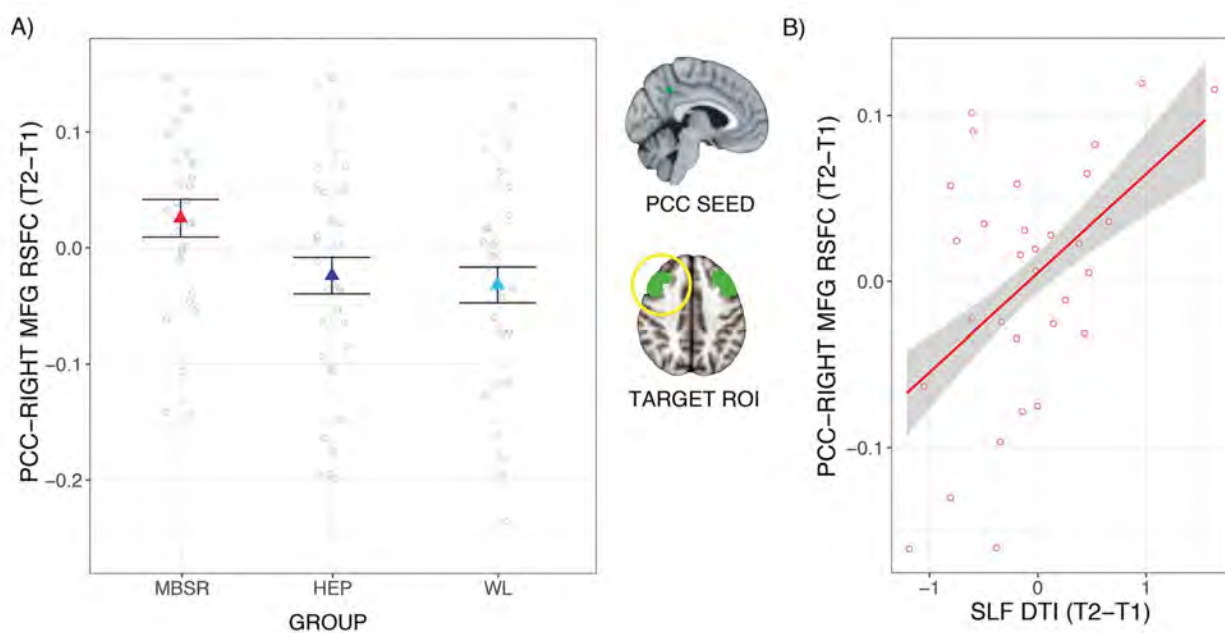 A)
PCC-RIGHT MFG RSFC (T2-T1)
0.1
0.0
-0.1
-0.2
MBSR HEP WL
GROUP
PCC SEED
TARGET ROI
B)
PCC-RIGHT MFG RSFC (T2-T1)
0.1
0.0
-0.1
-1 0 1
SLF DTI (T2-T1)